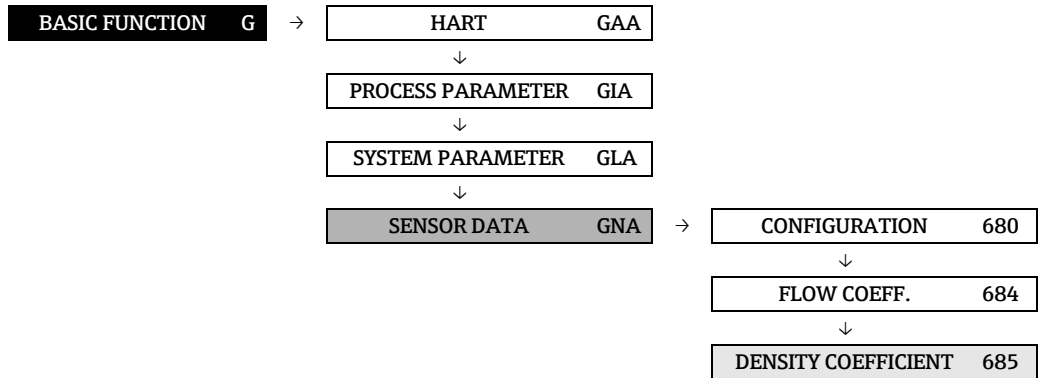 BASIC FUNCTION G → HART GAA
↓
PROCESS PARAMETER GIA
↓
SYSTEM PARAMETER GLA
↓
SENSOR DATA GNA → CONFIGURATION 680
↓
FLOW COEFF. 684
↓
DENSITY COEFFICIENT 685